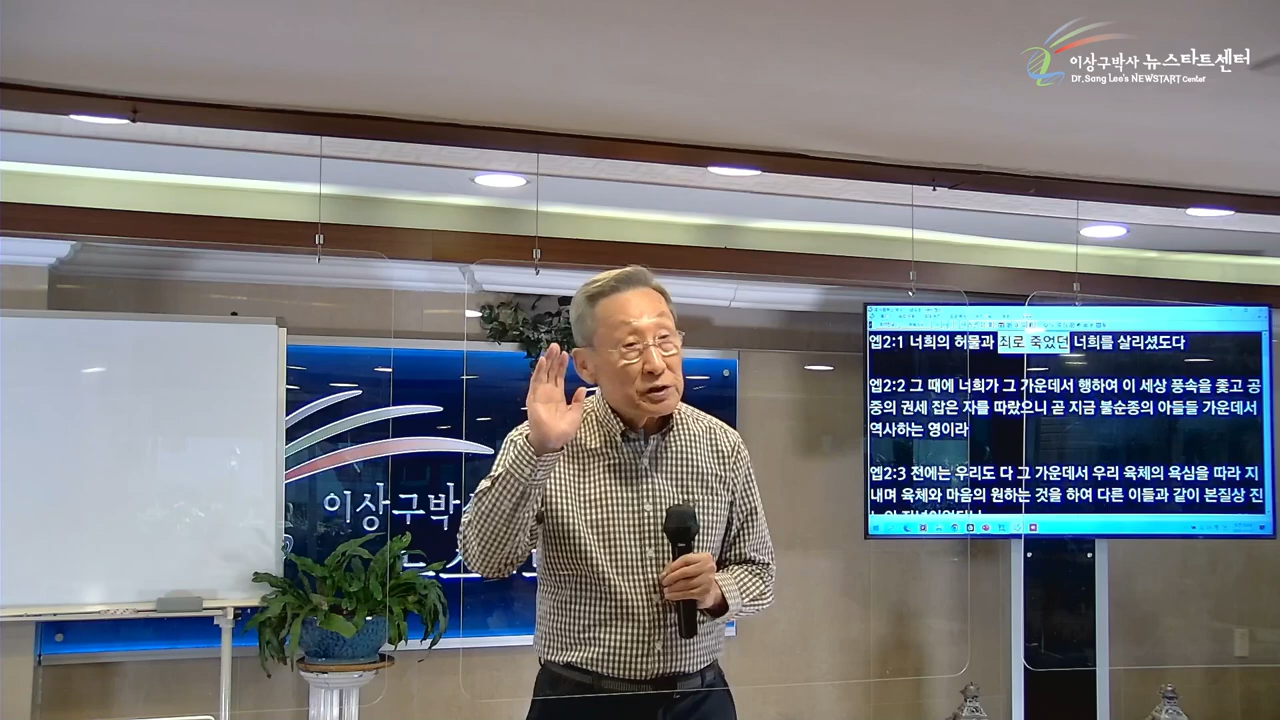 이상구박사 뉴스타트센터
Dr.Sang Lee's NEWSTART Center
엡2:1 너희의 허물과 죄로 죽었던 너희를 살리셨도다
엡2:2 그 때에 너희가 그 가운데서 행하여 이 세상 풍속을 좇고 공
중의 권세 잡은 자를 따랐으니 곧 지금 불순종의 아들들 가운데서
역사하는 영이라
엡2:3 전에는 우리도 다 그 가운데서 우리 육체의 욕심을 따라 지
내며 육체와 마음의 원하는 것을 하여 다른 이들과 같이 본질상 진
이상구박사